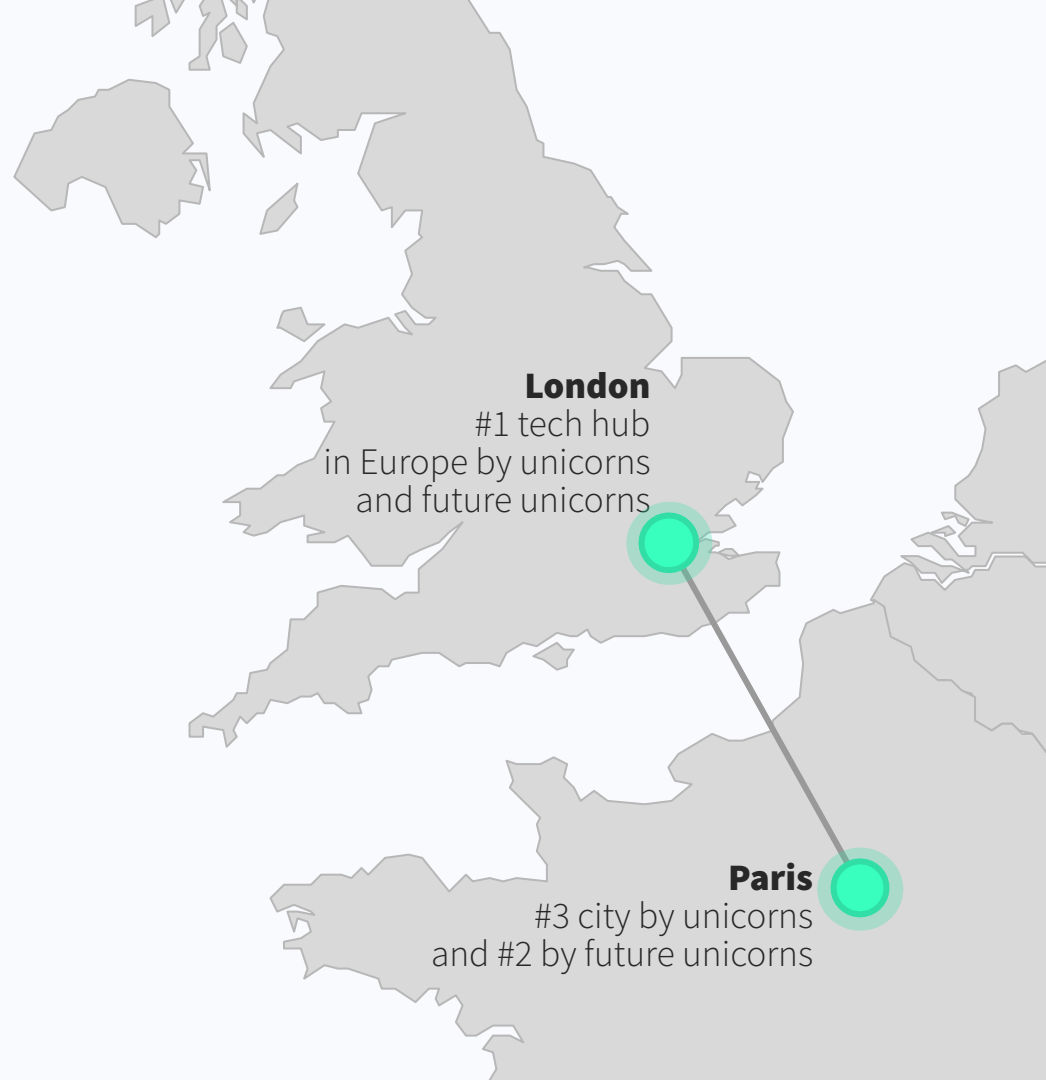 London
#1 tech hub
in Europe by unicorns
and future unicorns
Paris
#3 city by unicorns
and #2 by future unicorns